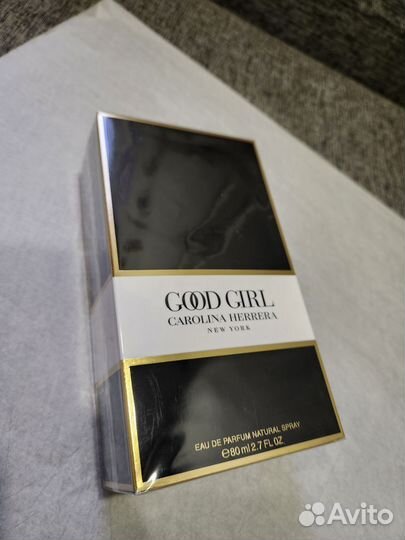 GOOD GIRL
CAROLINA HERRERA
NEW YORK
EAU DE PARFUM NATURAL SPRAY
℮80 ml 2.7 FL.OZ.
Avito